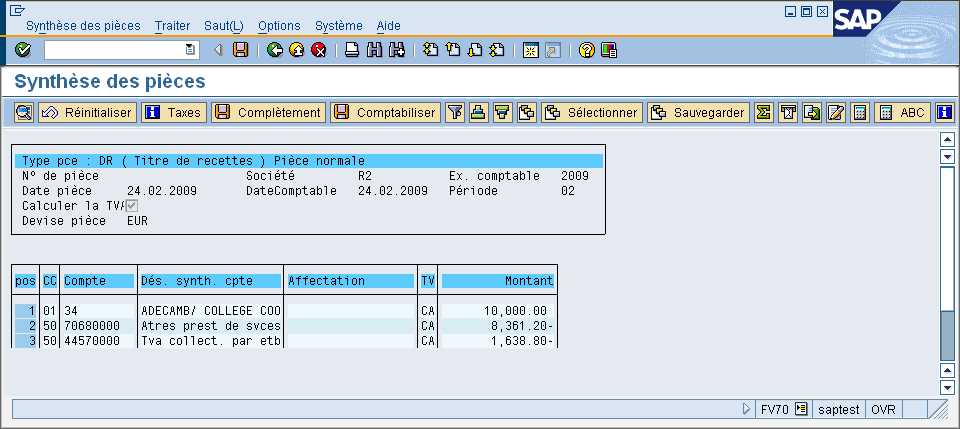 Synthèse des pièces Traiter Saut(L) Options Système Aide
SAP
Synthèse des pièces
Réinitialiser Taxes Complètement Comptabiliser Sélectionner Sauvegarder ABC
Type pce : DR ( Titre de recettes ) Pièce normale
Nº de pièce Société R2 Ex. comptable 2009
Date pièce 24.02.2009 DateComptable 24.02.2009 Période 02
Calculer la TVA
Devise pièce EUR
pos CC Compte Dés. synth. cpte Affectation TV Montant
1 01 34 ADECAMB/ COLLEGE COO CA 10,000.00
2 50 70680000 Atres prest de svces CA 8,361.20-
3 50 44570000 Tva collect. par etb CA 1,638.80-
FV70 saptest OVR